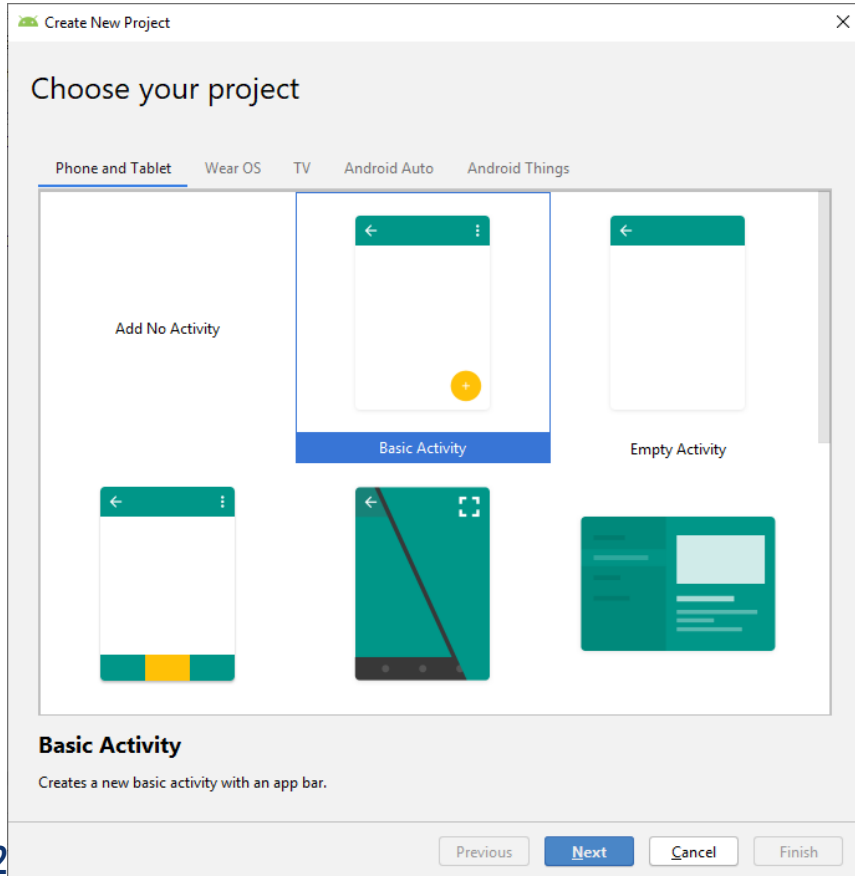 Create New Project
Choose your project
Phone and Tablet Wear OS TV Android Auto Android Things
Add No Activity
Basic Activity
Empty Activity
Basic Activity
Creates a new basic activity with an app bar.
Previous Next Cancel Finish
2